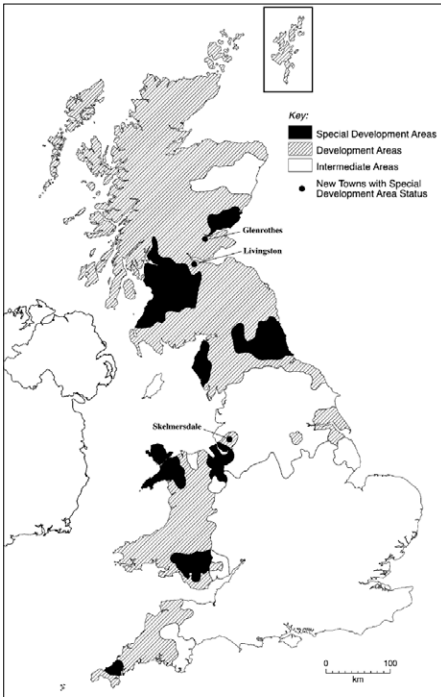 Key:
Special Development Areas
Development Areas
Intermediate Areas
New Towns with Special
Development Area Status
Glenrothes
Livingston
Skelmersdale
0 100
km